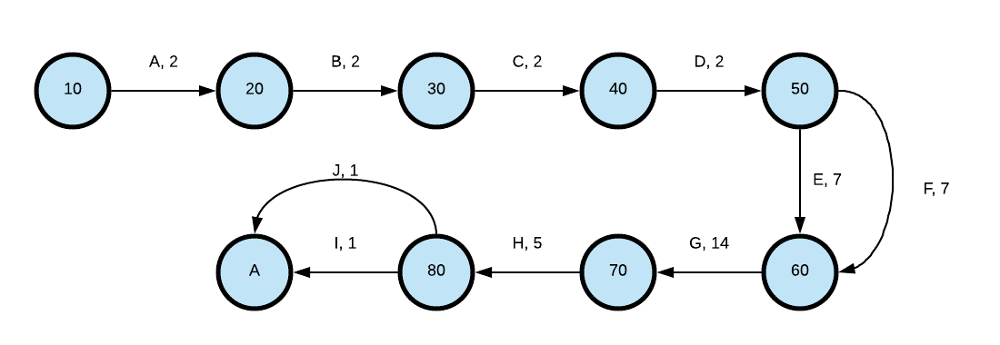 A, 2
B, 2
C, 2
D, 2
10
20
30
40
50
J, 1
E, 7
F, 7
I, 1
H, 5
G, 14
A
80
70
60